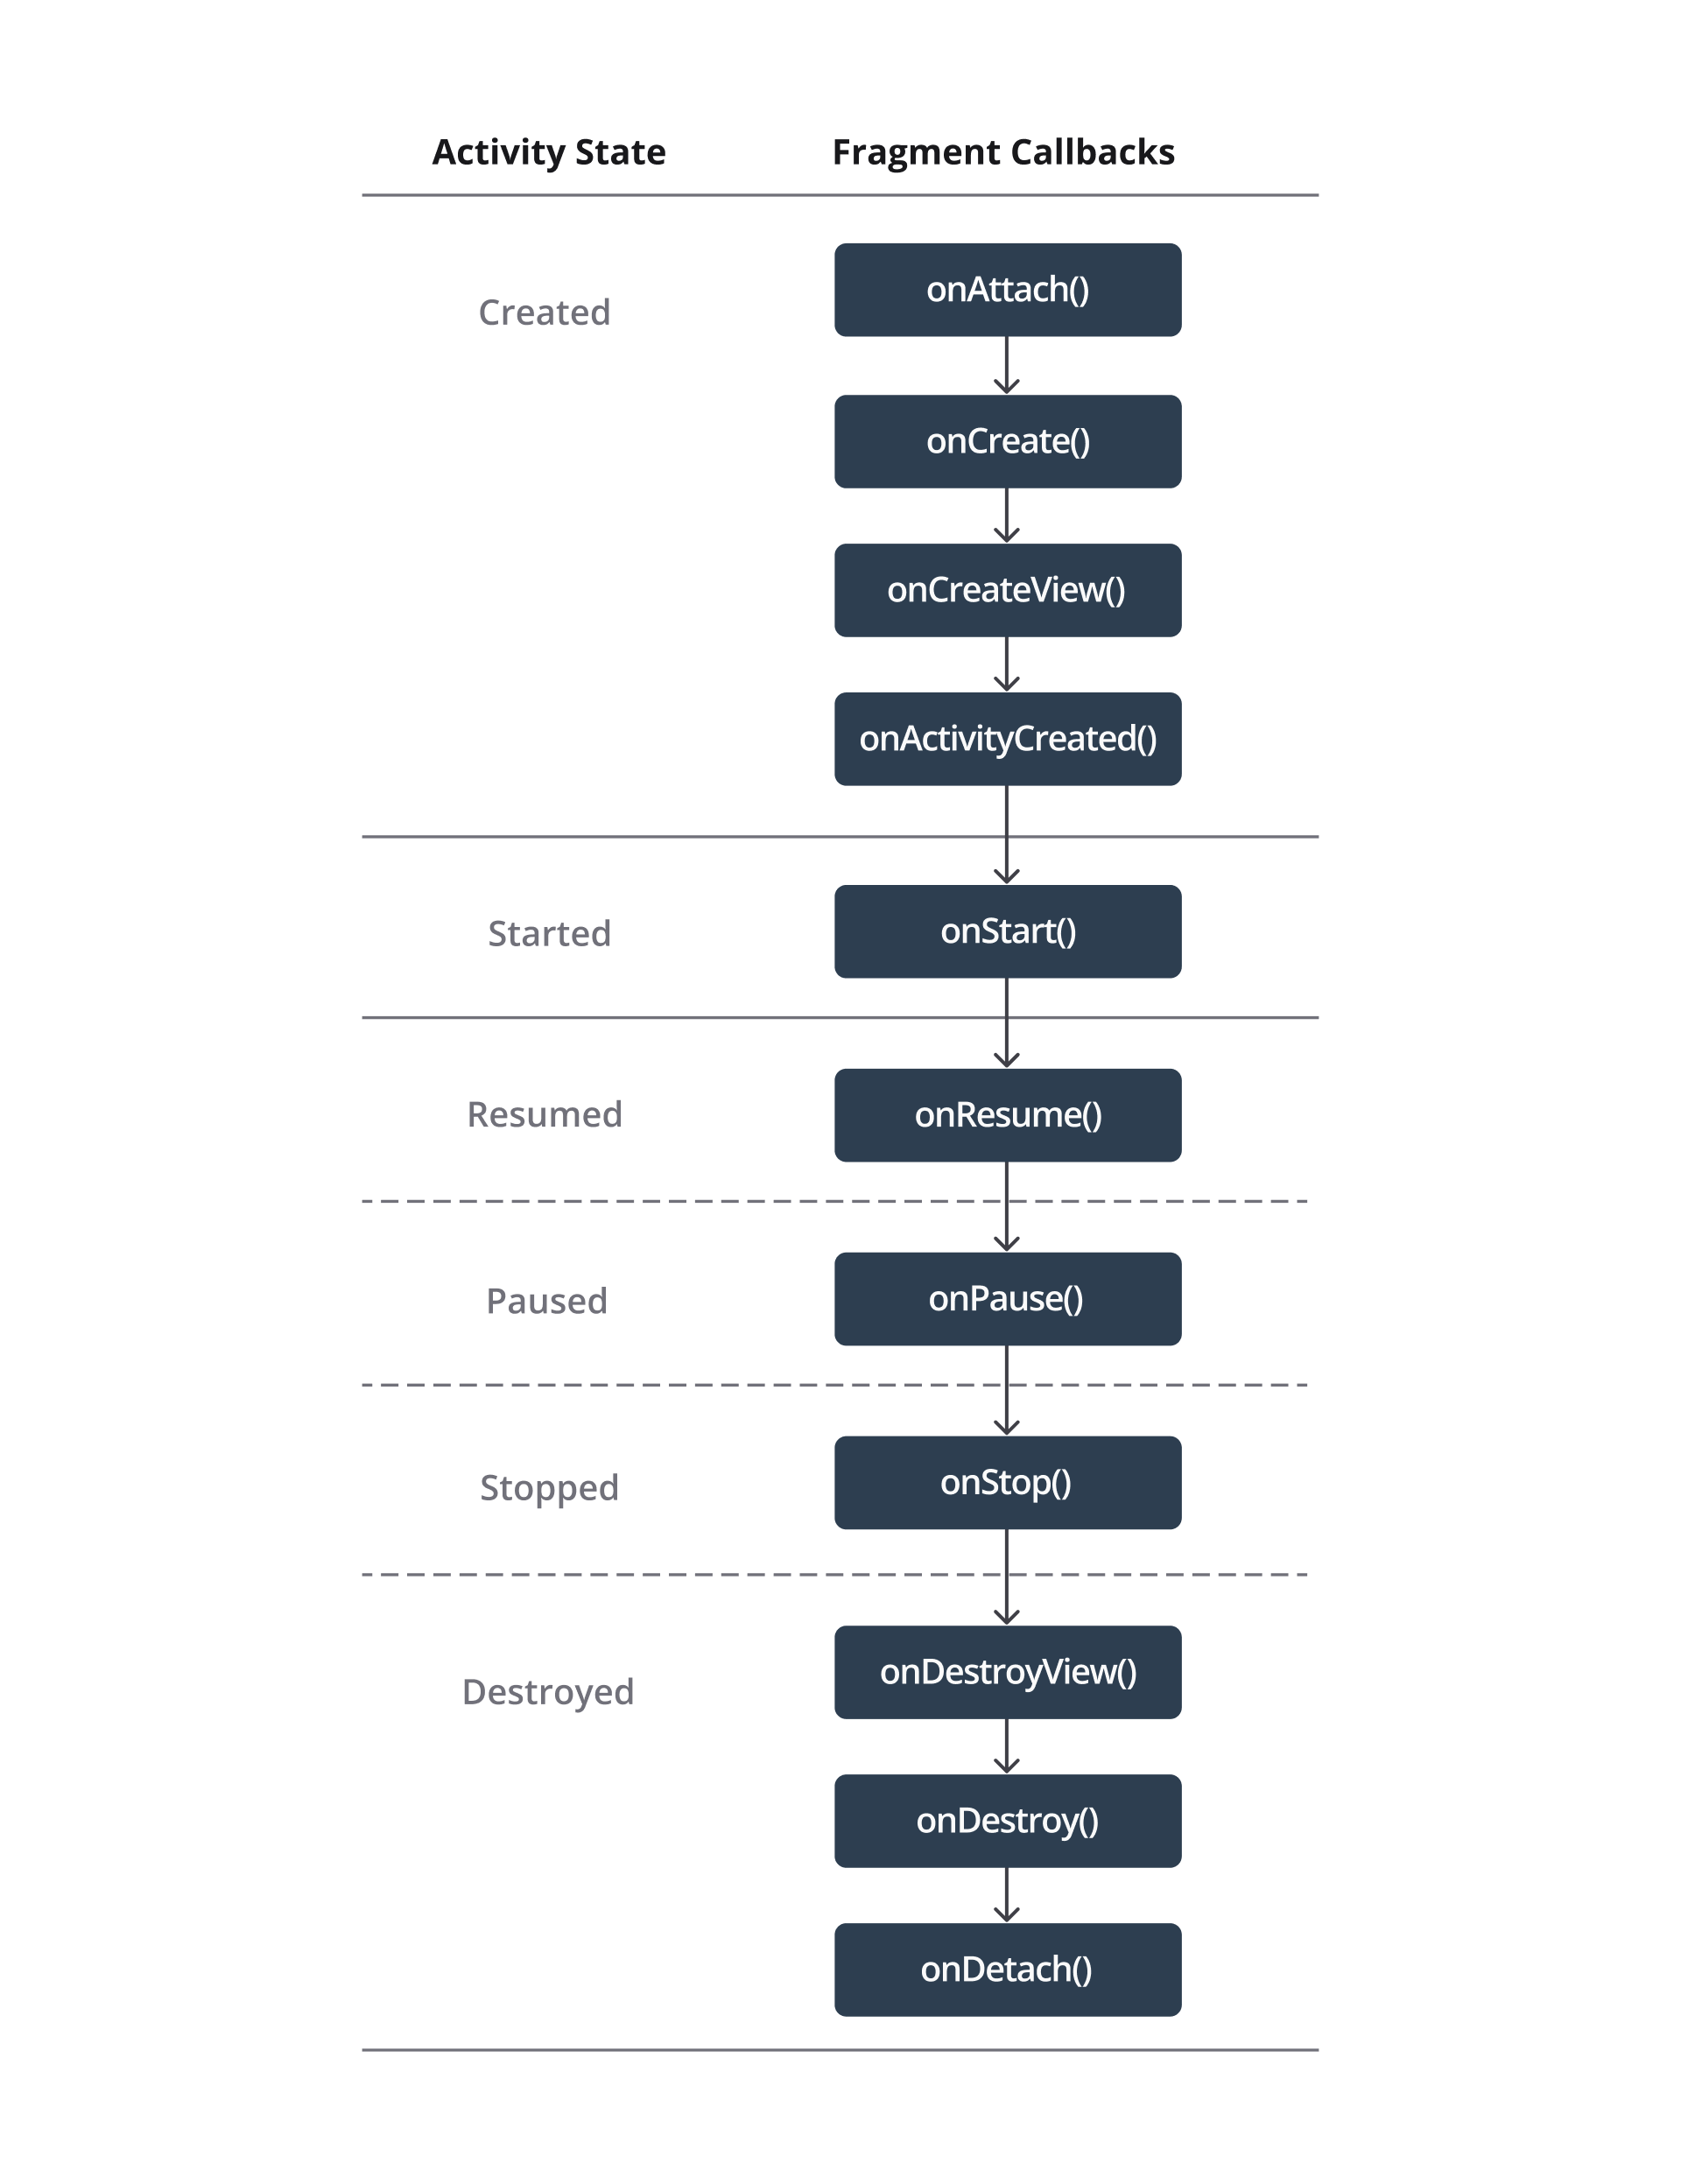 Activity State
Fragment Callbacks
Created
onAttach()
onCreate()
onCreateView()
onActivityCreated()
Started
onStart()
Resumed
onResume()
Paused
onPause()
Stopped
onStop()
Destroyed
onDestroyView()
onDestroy()
onDetach()